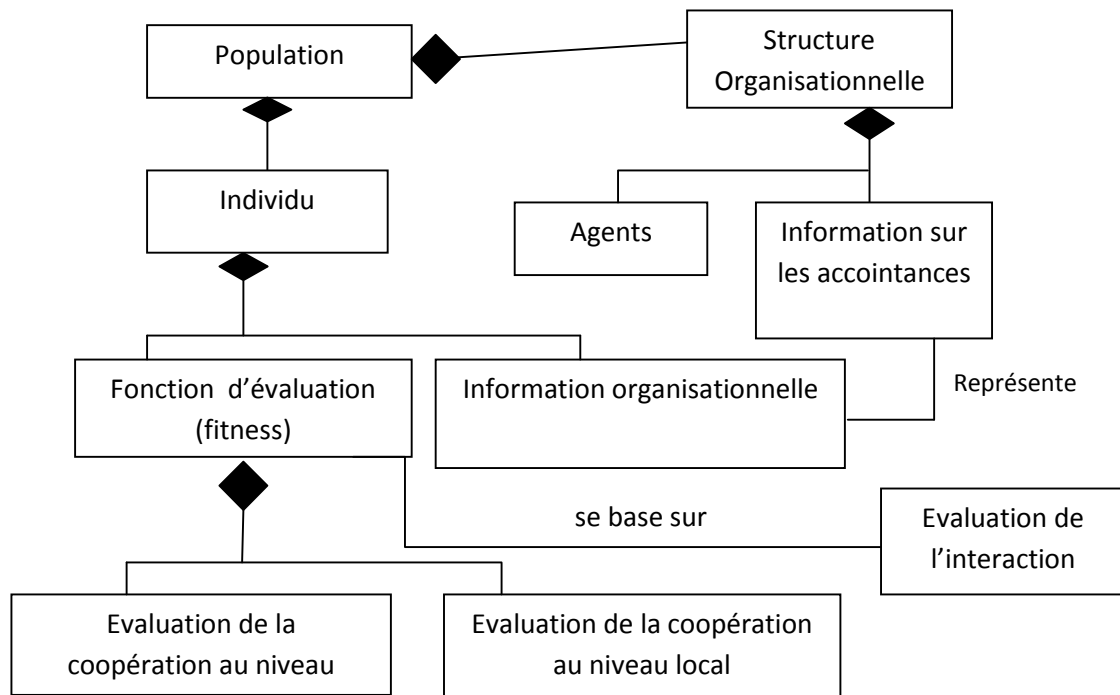 Population
Structure
Organisationnelle
Individu
Agents
Information sur
les accointances
Fonction d'évaluation
(fitness)
Information organisationnelle
Représente
se base sur
Evaluation de
l'interaction
Evaluation de la
coopération au niveau
Evaluation de la coopération
au niveau local